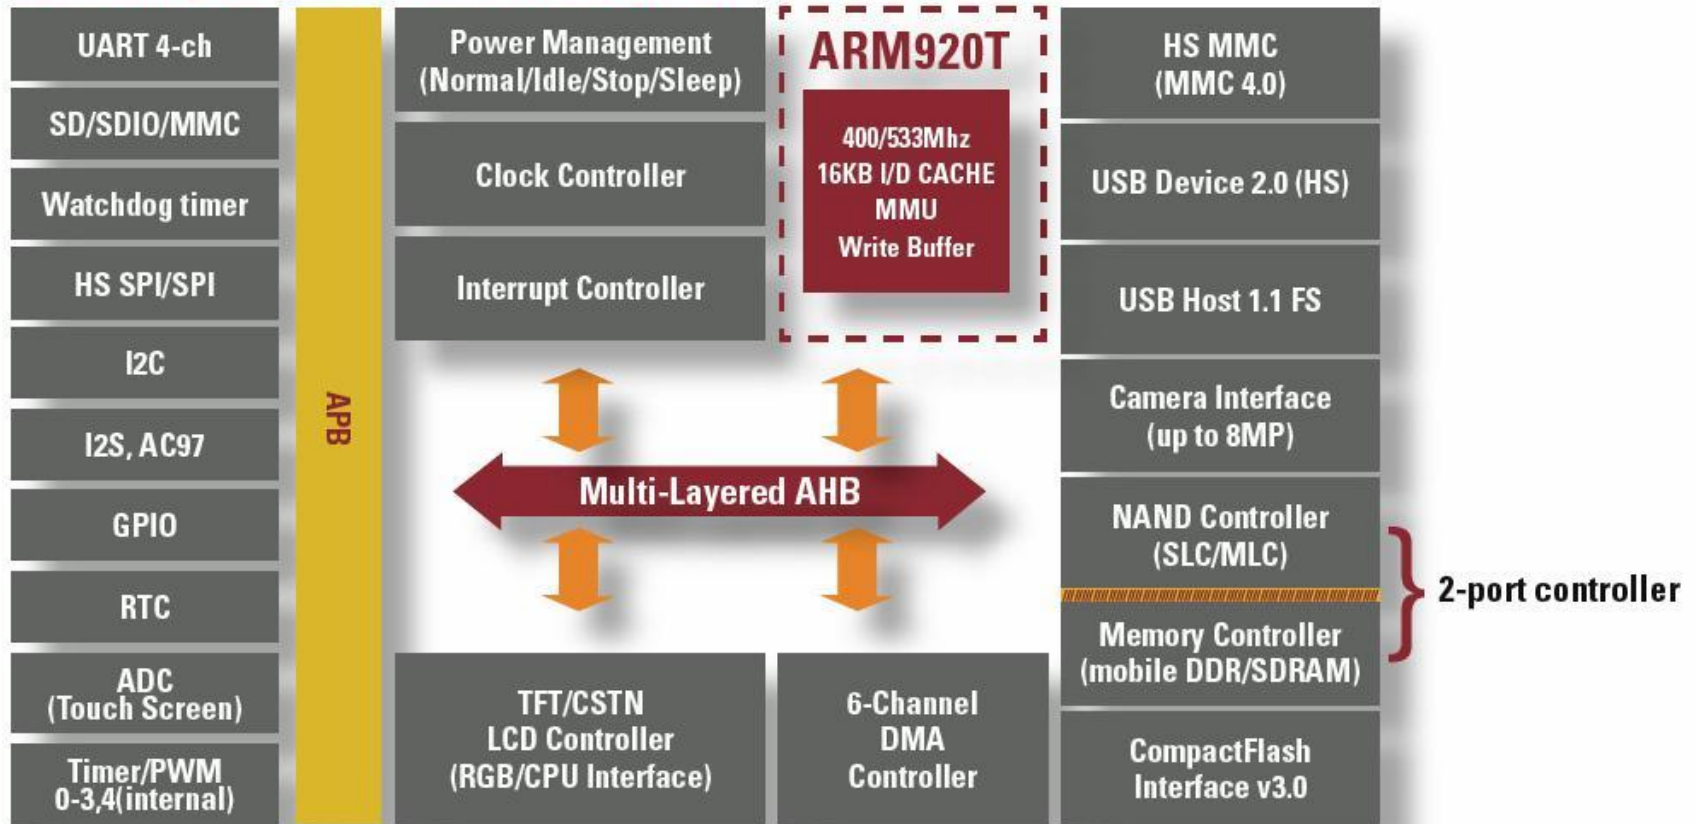 UART 4-ch
SD/SDIO/MMC
Watchdog timer
HS SPI/SPI
I2C
I2S, AC97
GPIO
RTC
ADC
(Touch Screen)
Timer/PWM
0-3,4(internal)
APB
Power Management
(Normal/Idle/Stop/Sleep)
Clock Controller
Interrupt Controller
ARM920T
400/533Mhz
16KB I/D CACHE
MMU
Write Buffer
Multi-Layered AHB
TFT/CSTN
LCD Controller
(RGB/CPU Interface)
6-Channel
DMA
Controller
HS MMC
(MMC 4.0)
USB Device 2.0 (HS)
USB Host 1.1 FS
Camera Interface
(up to 8MP)
NAND Controller
(SLC/MLC)
Memory Controller
(mobile DDR/SDRAM)
CompactFlash
Interface v3.0
2-port controller